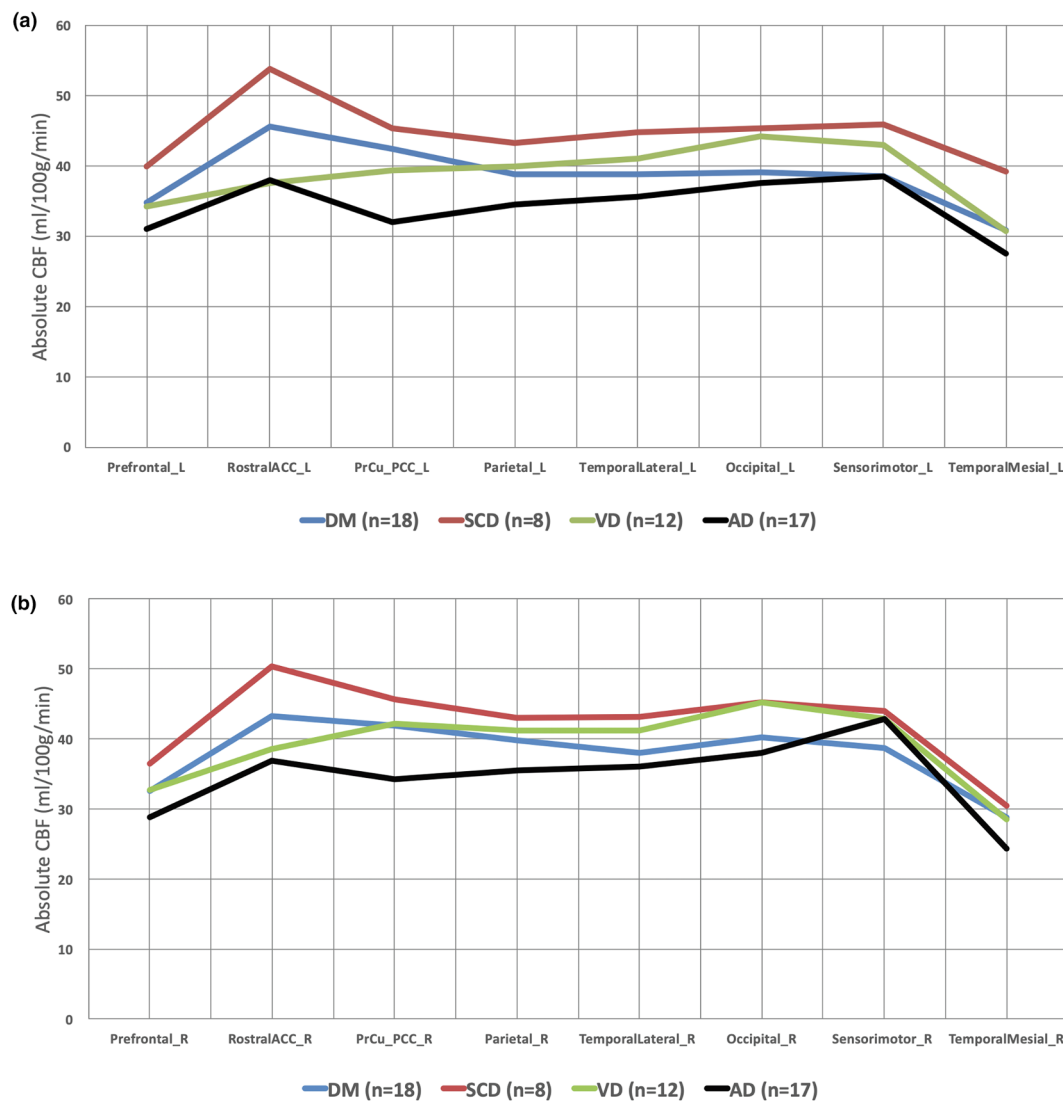 (a)
60
50
40
30
20
10
0
Absolute CBF (ml/100g/min)
Prefrontal_L RostralACC_L PrCu_PCC_L Parietal_L TemporalLateral_L Occipital_L Sensorimotor_L TemporalMesial_L
DM (n=18) SCD (n=8) VD (n=12) AD (n=17)
(b)
60
50
40
30
20
10
0
Absolute CBF (ml/100g/min)
Prefrontal_R RostralACC_R PrCu_PCC_R Parietal_R TemporalLateral_R Occipital_R Sensorimotor_R TemporalMesial_R
DM (n=18) SCD (n=8) VD (n=12) AD (n=17)